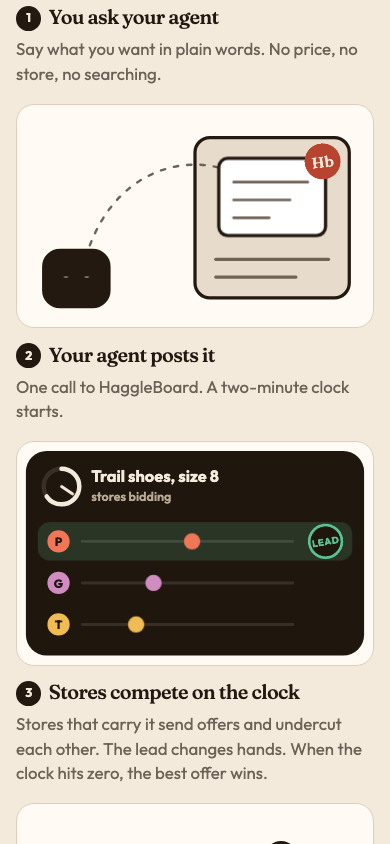 1 You ask your agent
Say what you want in plain words. No price, no
store, no searching.
Hb
2 Your agent posts it
One call to HaggleBoard. A two-minute clock
starts.
Trail shoes, size 8
stores bidding
P
LEAD
G
T
3 Stores compete on the clock
Stores that carry it send offers and undercut
each other. The lead changes hands. When the
clock hits zero, the best offer wins.